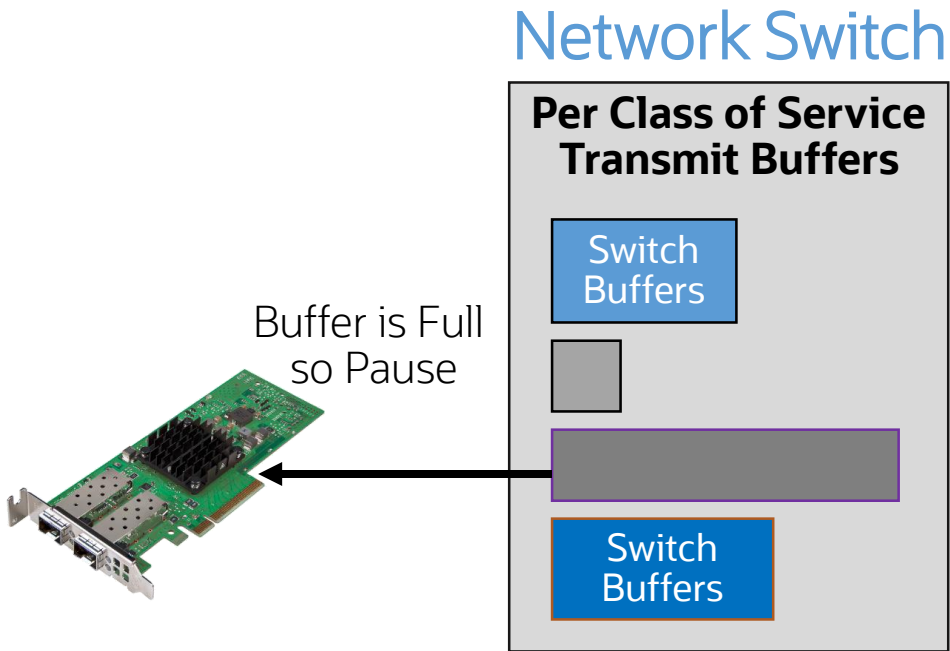 Network Switch
Per Class of Service
Transmit Buffers
Switch
Buffers
Buffer is Full
so Pause
Switch
Buffers